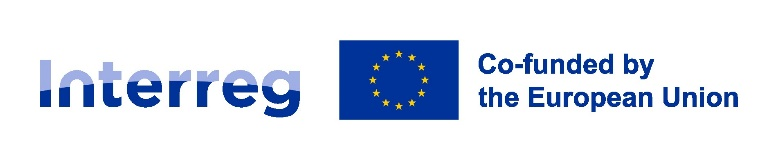 Interreg
Co-funded by
the European Union